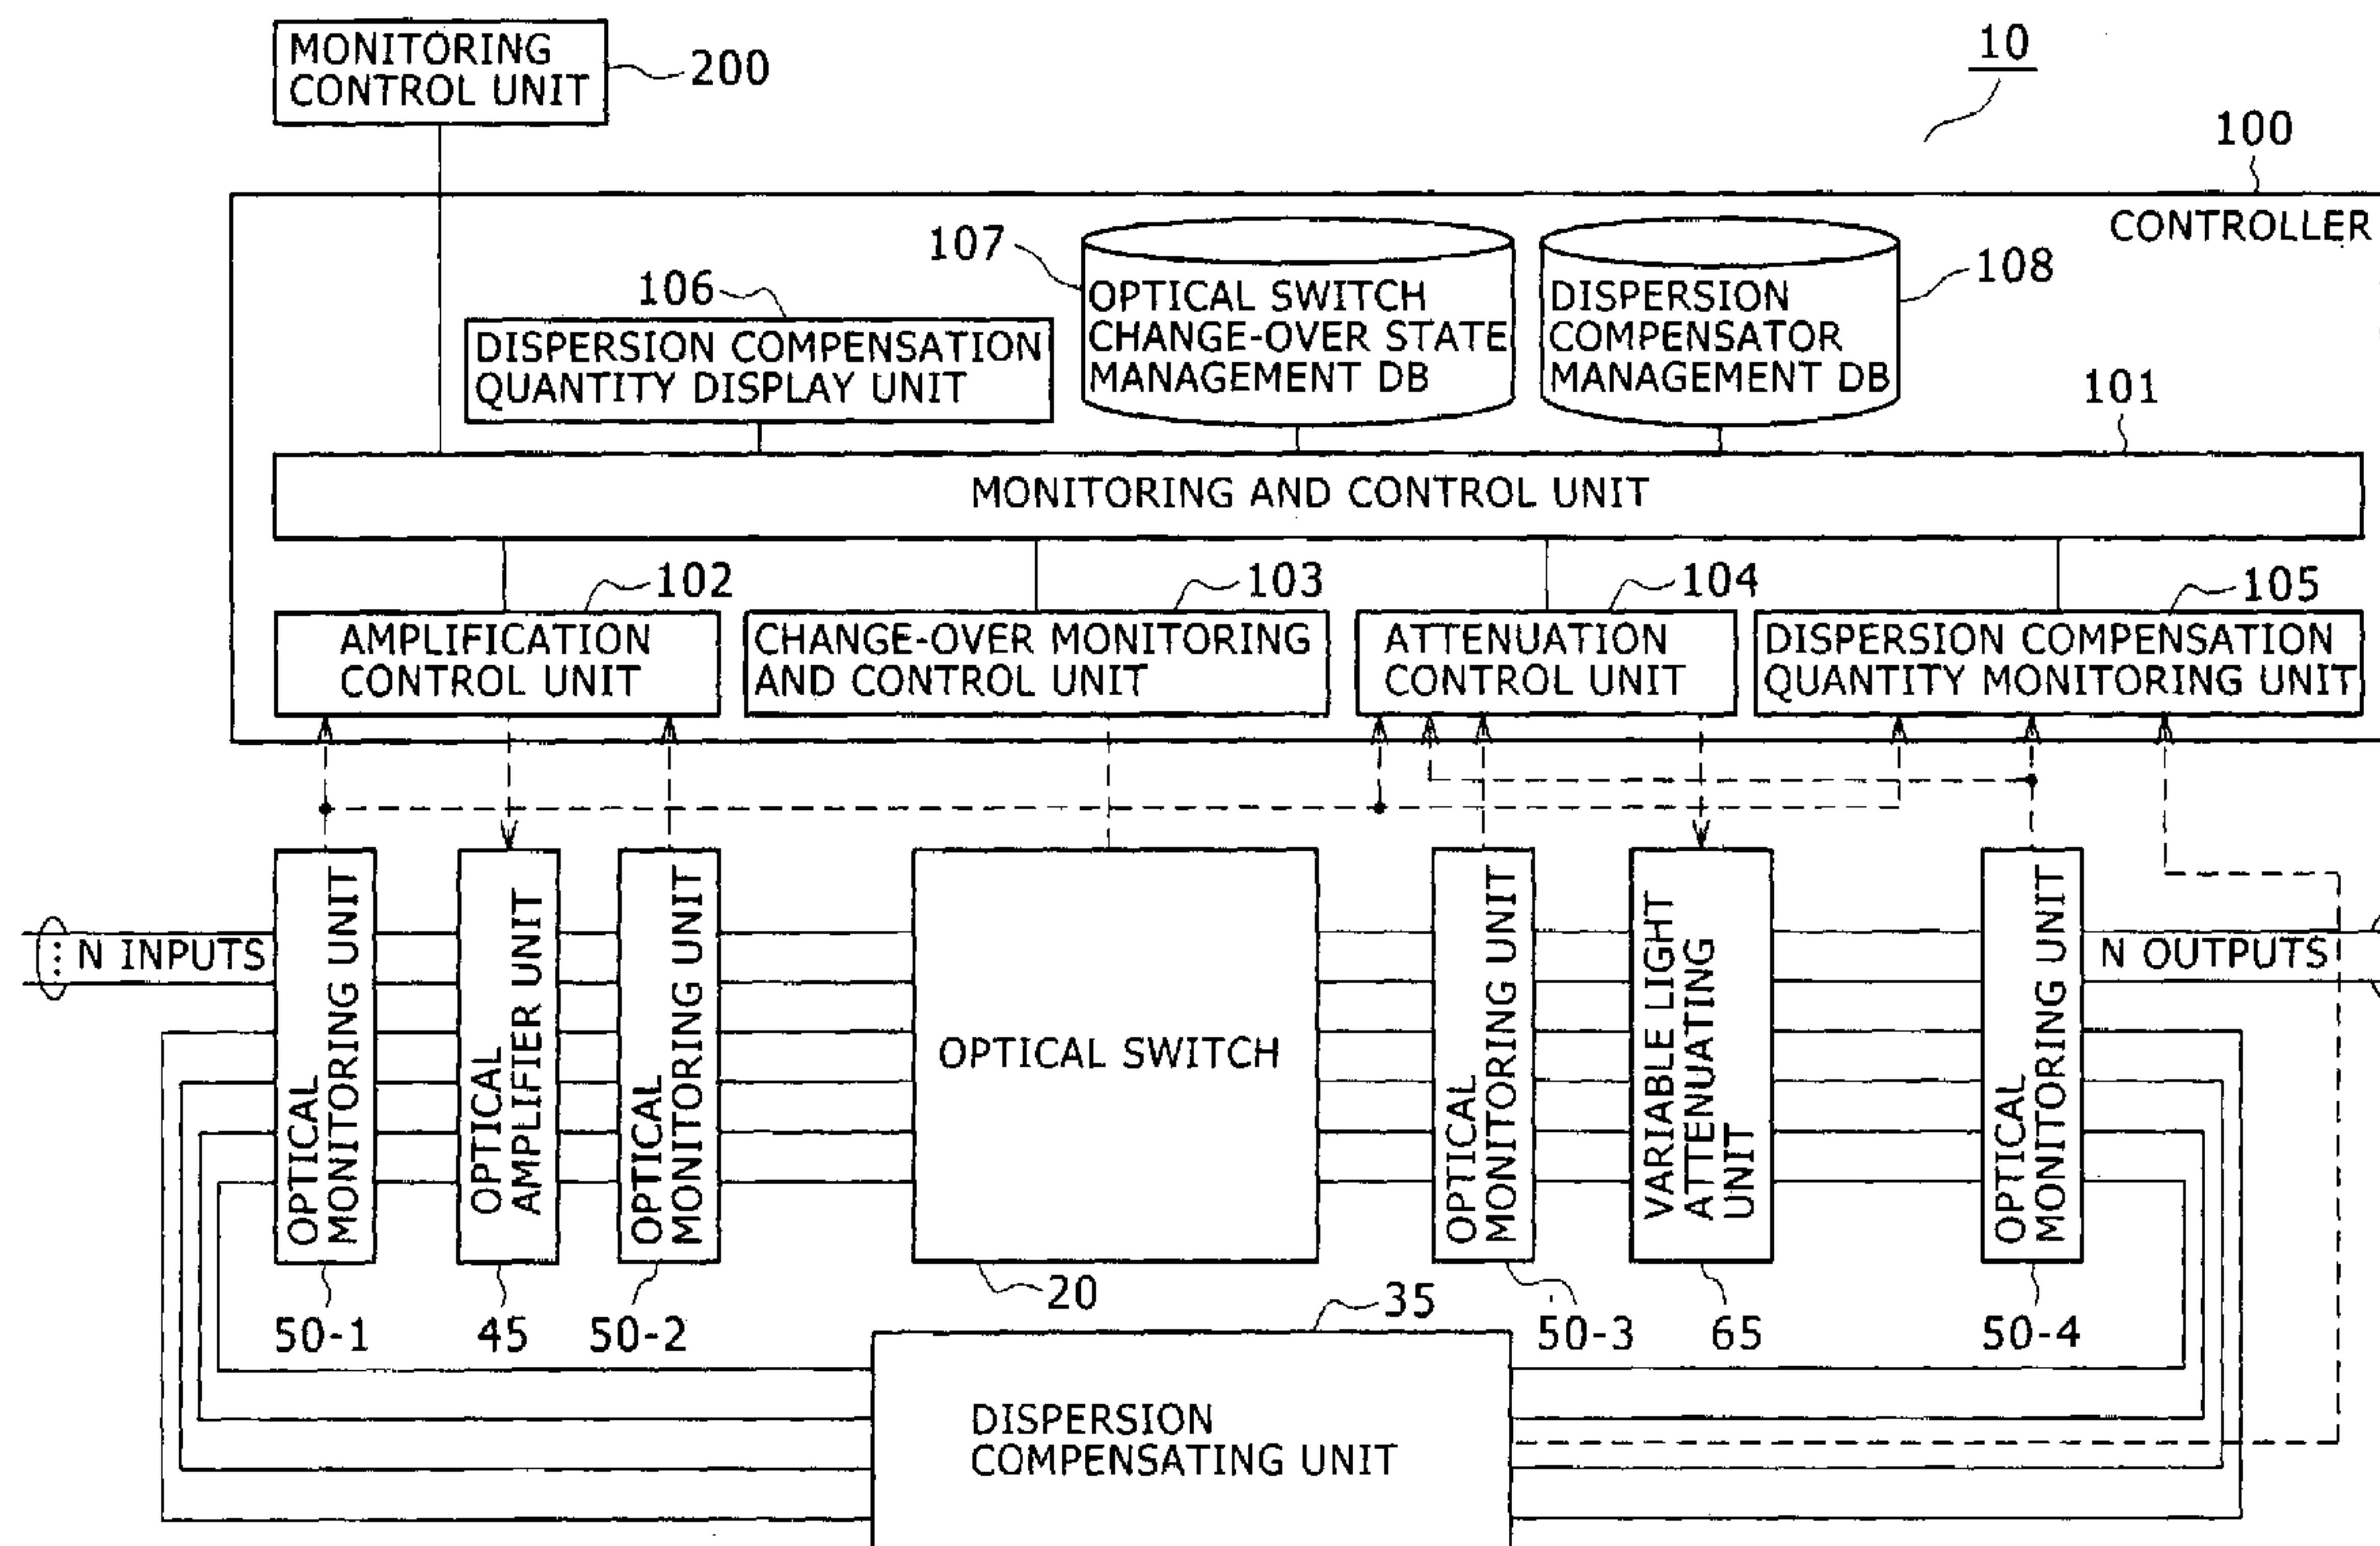 MONITORING
CONTROL UNIT
200
10
100
CONTROLLER
107
OPTICAL SWITCH
CHANGE-OVER STATE
MANAGEMENT DB
108
DISPERSION
COMPENSATOR
MANAGEMENT DB
106
DISPERSION COMPENSATION
QUANTITY DISPLAY UNIT
101
MONITORING AND CONTROL UNIT
102
103
104
105
AMPLIFICATION
CONTROL UNIT
CHANGE-OVER MONITORING
AND CONTROL UNIT
ATTENUATION
CONTROL UNIT
DISPERSION COMPENSATION
QUANTITY MONITORING UNIT
N INPUTS
OPTICAL
MONITORING UNIT
OPTICAL
AMPLIFIER UNIT
OPTICAL
MONITORING UNIT
OPTICAL SWITCH
OPTICAL
MONITORING UNIT
VARIABLE LIGHT
ATTENUATING
UNIT
OPTICAL
MONITORING UNIT
N OUTPUTS
50-1
45
50-2
20
35
50-3
65
50-4
DISPERSION
COMPENSATING UNIT